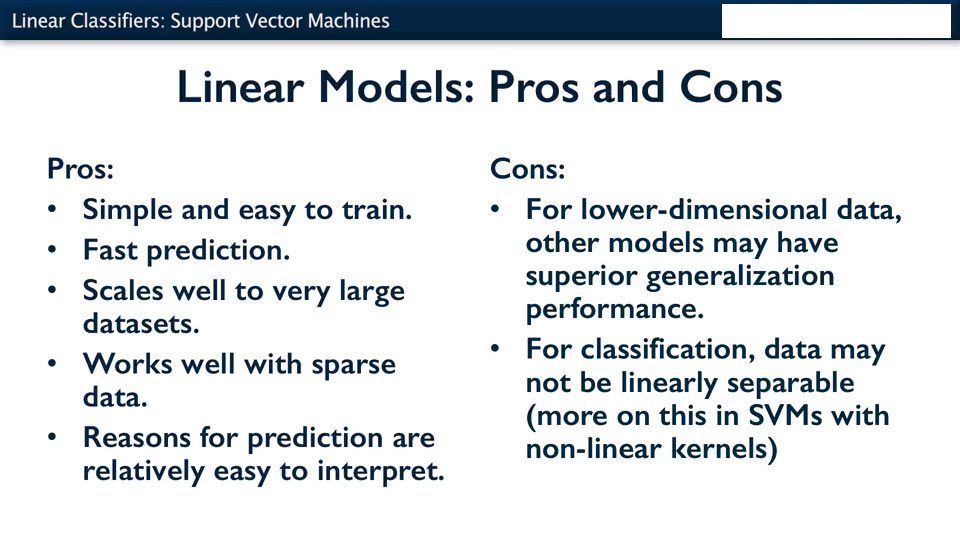 Linear Classifiers: Support Vector Machines
Linear Models: Pros and Cons
Pros:
• Simple and easy to train.
• Fast prediction.
• Scales well to very large
datasets.
• Works well with sparse
data.
• Reasons for prediction are
relatively easy to interpret.
Cons:
• For lower-dimensional data,
other models may have
superior generalization
performance.
• For classification, data may
not be linearly separable
(more on this in SVMs with
non-linear kernels)